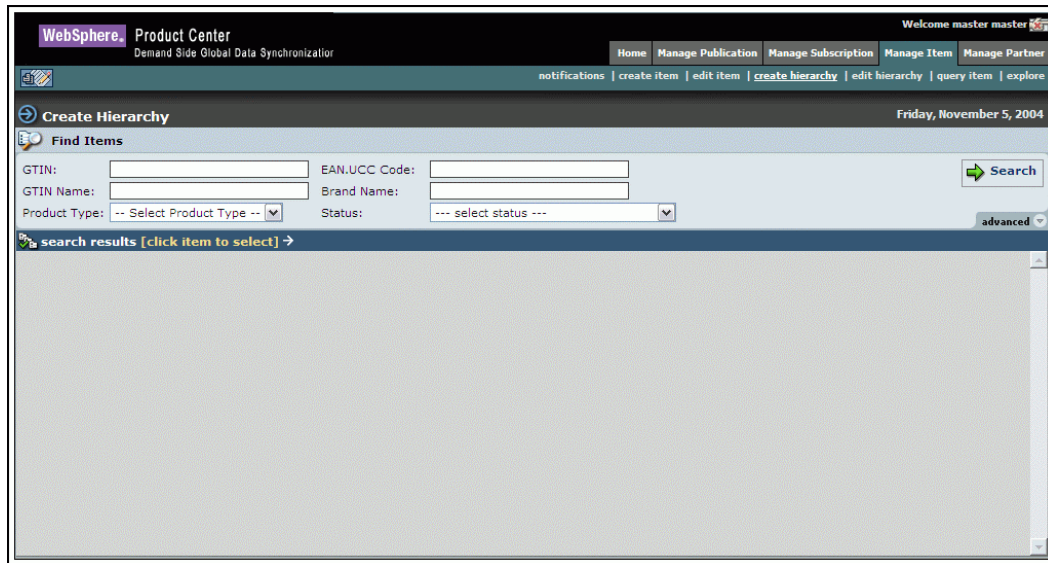 Welcome master master
WebSphere. Product Center
Demand Side Global Data Synchronization
Home Manage Publication Manage Subscription Manage Item Manage Partner
notifications | create item | edit item | create hierarchy | edit hierarchy | query item | explore
Create Hierarchy Friday, November 5, 2004
Find Items
GTIN: EAN.UCC Code: Search
GTIN Name: Brand Name:
Product Type: -- Select Product Type -- Status: --- select status ---
advanced
search results [click item to select] →